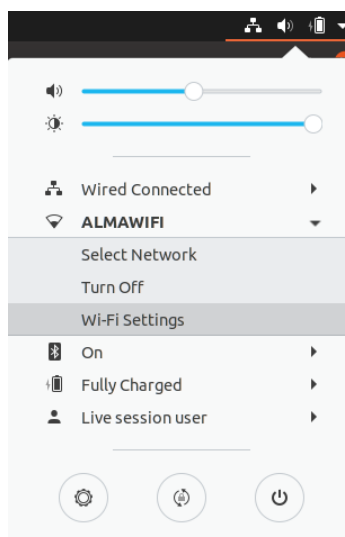 Wired Connected
ALMAWIFI
Select Network
Turn Off
Wi-Fi Settings
On
Fully Charged
Live session user